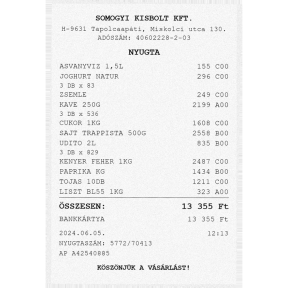 SOMOGYI KISBOLT KFT.
H-9631 Tapolcsapáti, Miskolci utca 130.
ADÓSZÁM: 40602228-2-03
NYUGTA
ASVANYVIZ 1,5L 155 C00
JOGHURT NATUR 296 C00
3 DB x 83
ZSEMLE 249 C00
KAVE 250G 2199 A00
3 DB x 536
CUKOR 1KG 1608 C00
SAJT TRAPPISTA 500G 2558 B00
UDITO 2L 835 B00
3 DB x 829
KENYER FEHER 1KG 2487 C00
PAPRIKA KG 1434 B00
TOJAS 10DB 1211 C00
LISZT BL55 1KG 323 A00
ÖSSZESEN: 13 355 Ft
BANKKÁRTYA 13 355 Ft
2024.06.05. 12:13
NYUGTASZÁM: 5772/70413
AP A42540885
KÖSZÖNJÜK A VÁSÁRLÁST!